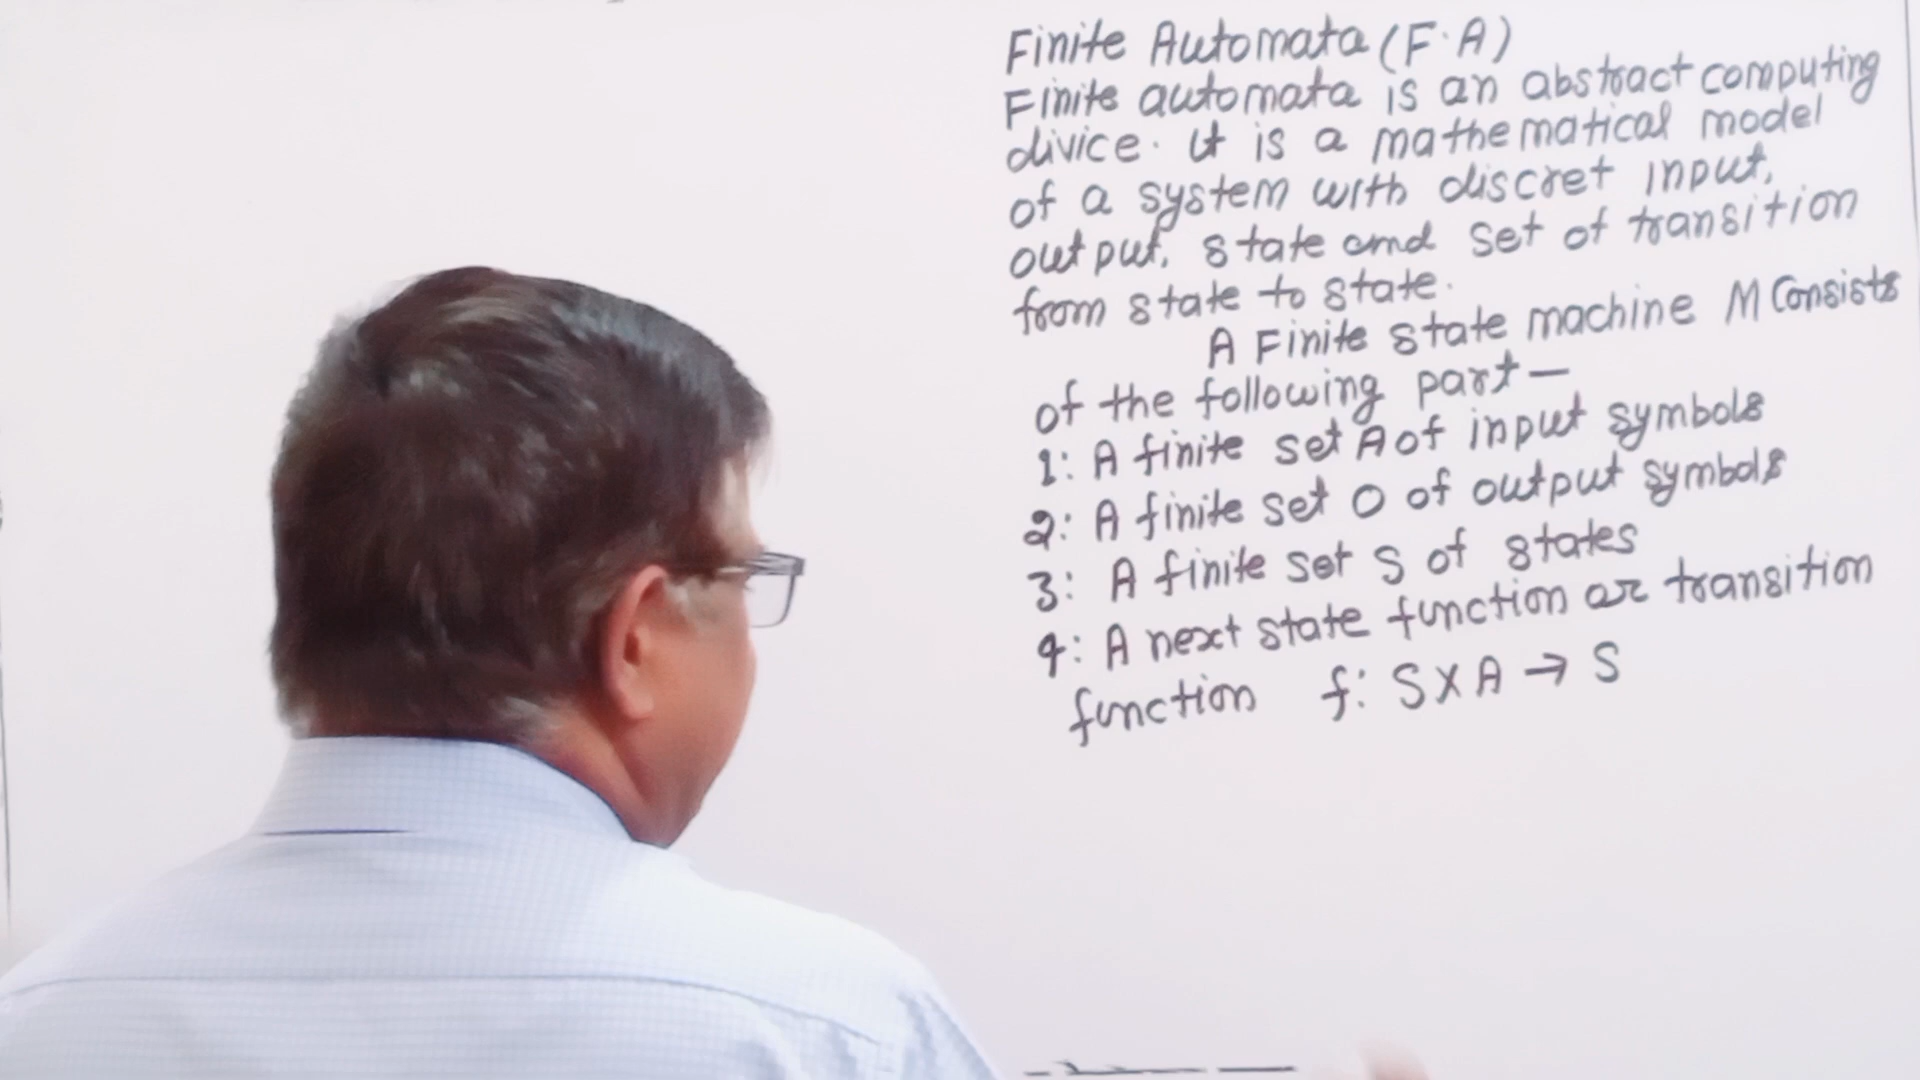 Finite Automata (F.A)
Finite automata is an abstract computing
divice. It is a mathematical model
of a system with discret input,
output, state and set of transition
from state to state.
A Finite state machine M Consists
of the following part—
1: A finite set A of input symbols
2: A finite set O of output symbols
3: A finite set S of states
4: A next state function or transition
function f: S X A → S